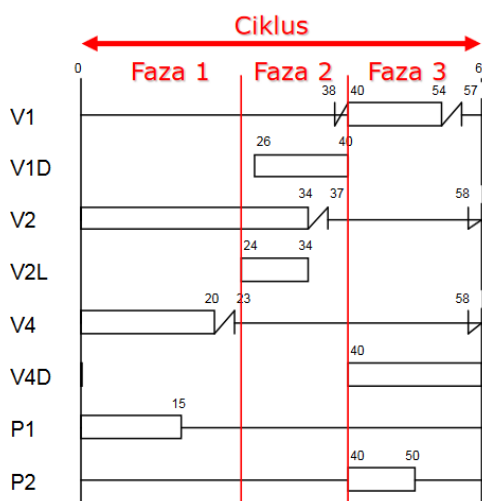 Ciklus
0 Faza 1 Faza 2 Faza 3 6
V1 38 40 54 57
V1D 26 40
V2 34 37 58
V2L 24 34
V4 20 23 58
V4D 40
P1 15
P2 40 50